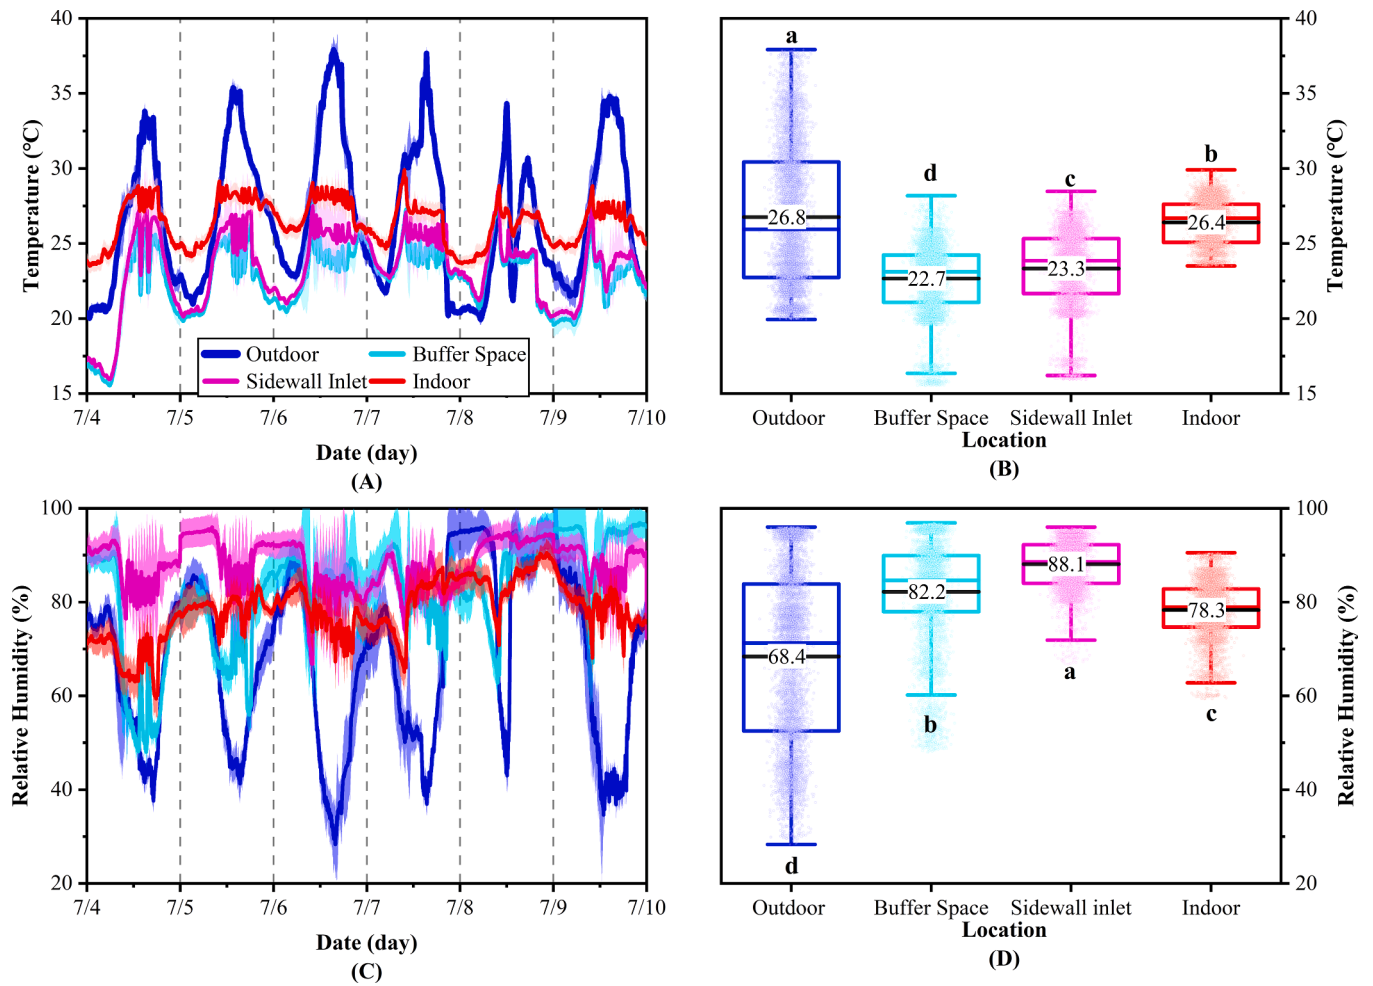 40
35
30
25
20
15
Temperature (°C)
Outdoor
Buffer Space
Sidewall Inlet
Indoor
7/4
7/5
7/6
7/7
7/8
7/9
7/10
Date (day)
(A)
a
d
c
b
26.8
22.7
23.3
26.4
40
35
30
25
20
15
Temperature (°C)
Outdoor
Buffer Space
Sidewall Inlet
Indoor
Location
(B)
100
80
60
40
20
Relative Humidity (%)
7/4
7/5
7/6
7/7
7/8
7/9
7/10
Date (day)
(C)
68.4
82.2
88.1
78.3
d
b
a
c
100
80
60
40
20
Relative Humidity (%)
Outdoor
Buffer Space
Sidewall inlet
Indoor
Location
(D)